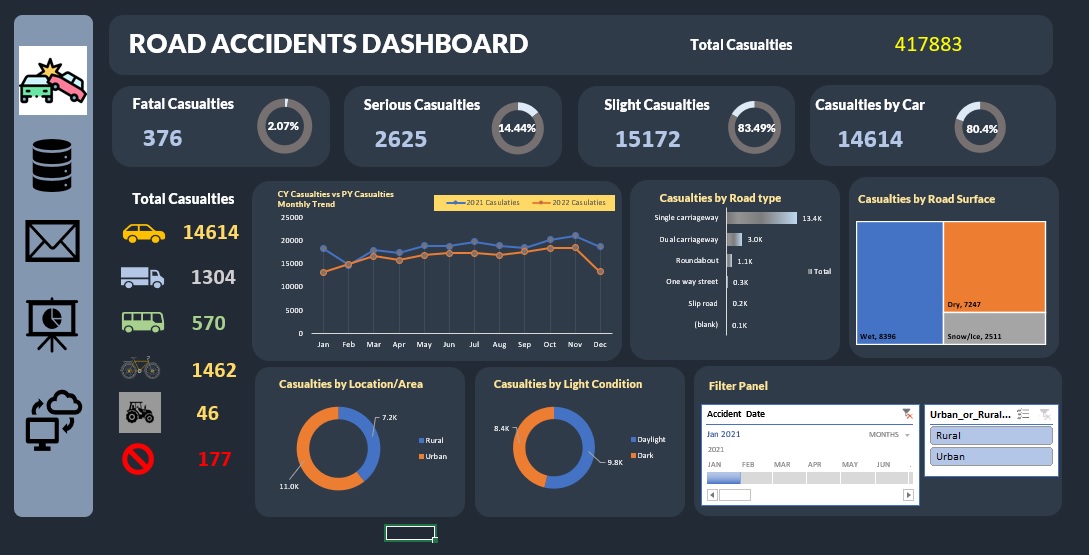 ROAD ACCIDENTS DASHBOARD
Total Casualties
417883
Fatal Casualties
376
2.07%
Serious Casualties
2625
14.44%
Slight Casualties
15172
83.49%
Casualties by Car
14614
80.4%
Total Casualties
14614
1304
570
1462
46
177
CY Casualties vs PY Casualties
Monthly Trend
2021 Casulaties
2022 Casulaties
25000
20000
15000
10000
5000
0
Jan Feb Mar Apr May Jun Jul Aug Sep Oct Nov Dec
Casualties by Road type
Single carriageway 13.4K
Dual carriageway 3.0K
Roundabout 1.1K
One way street 0.3K
Slip road 0.2K
(blank) 0.1K
Total
Casualties by Road Surface
Wet, 8396
Dry, 7247
Snow/Ice, 2511
Casualties by Location/Area
7.2K
11.0K
Rural
Urban
Casualties by Light Condition
8.4K
9.8K
Daylight
Dark
Filter Panel
Accident Date
Jan 2021
MONTHS
2021
JAN FEB MAR APR MAY JUN
Urban_or_Rural...
Rural
Urban